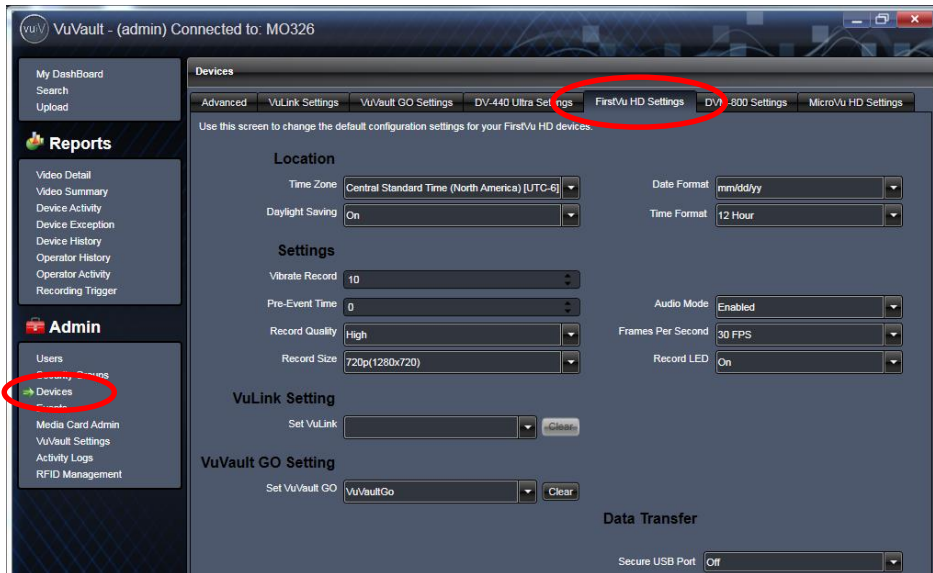 vuV VuVault - (admin) Connected to: MO326
My DashBoard
Search
Upload
Reports
Video Detail
Video Summary
Device Activity
Device Exception
Device History
Operator History
Operator Activity
Recording Trigger
Admin
Users
Security Groups
Devices
Events
Media Card Admin
VuVault Settings
Activity Logs
RFID Management
Devices
Advanced VuLink Settings VuVault GO Settings DV-440 Ultra Settings FirstVu HD Settings DVM-800 Settings MicroVu HD Settings
Use this screen to change the default configuration settings for your FirstVu HD devices.
Location
Time Zone Central Standard Time (North America) [UTC-6] Date Format mm/dd/yy
Daylight Saving On Time Format 12 Hour
Settings
Vibrate Record 10
Pre-Event Time 0 Audio Mode Enabled
Record Quality High Frames Per Second 30 FPS
Record Size 720p(1280x720) Record LED On
VuLink Setting
Set VuLink Clear
VuVault GO Setting
Set VuVault GO VuVaultGo Clear
Data Transfer
Secure USB Port Off